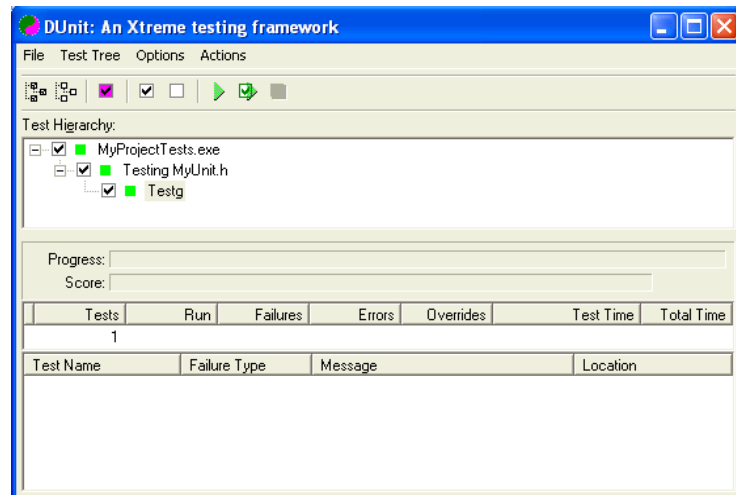 DUnit: An Xtreme testing framework
File Test Tree Options Actions
Test Hierarchy:
MyProjectTests.exe
Testing MyUnit.h
Testg
Progress:
Score:
Tests Run Failures Errors Overrides Test Time Total Time
1
Test Name Failure Type Message Location